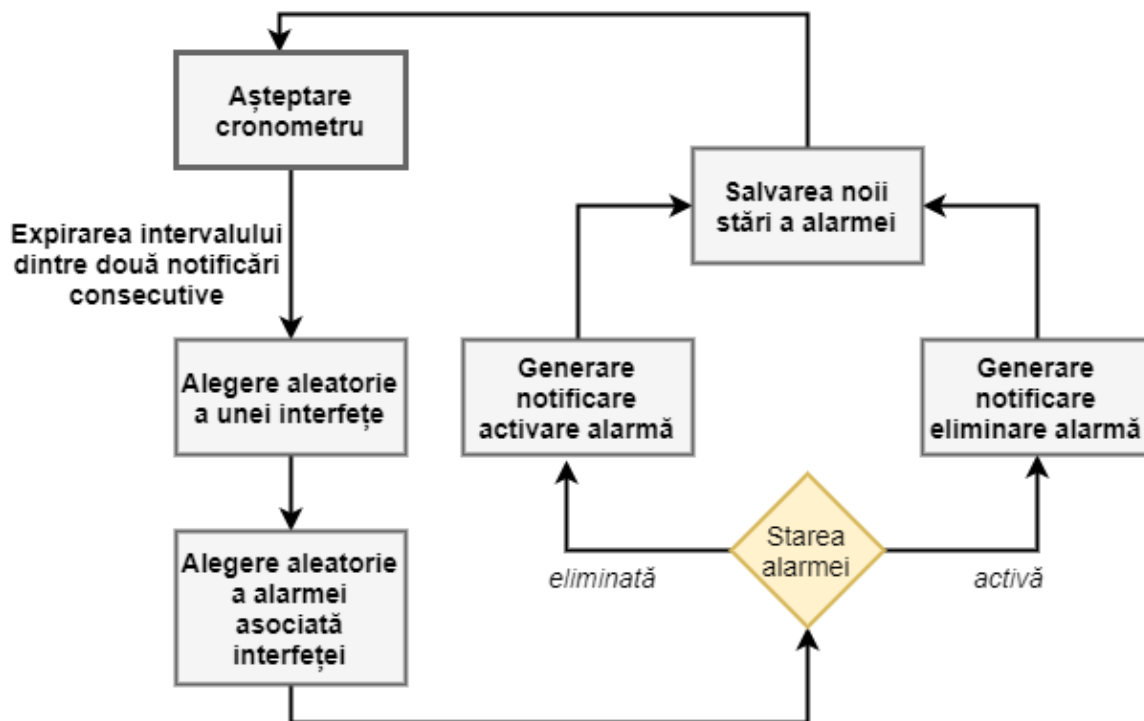 Așteptare
cronometru
Expirarea intervalului
dintre două notificări
consecutive
Alegere aleatorie
a unei interfețe
Alegere aleatorie
a alarmei
asociată
interfeței
Starea
alarmei
eliminată
activă
Generare
notificare
activare alarmă
Generare
notificare
eliminare alarmă
Salvarea noii
stări a alarmei